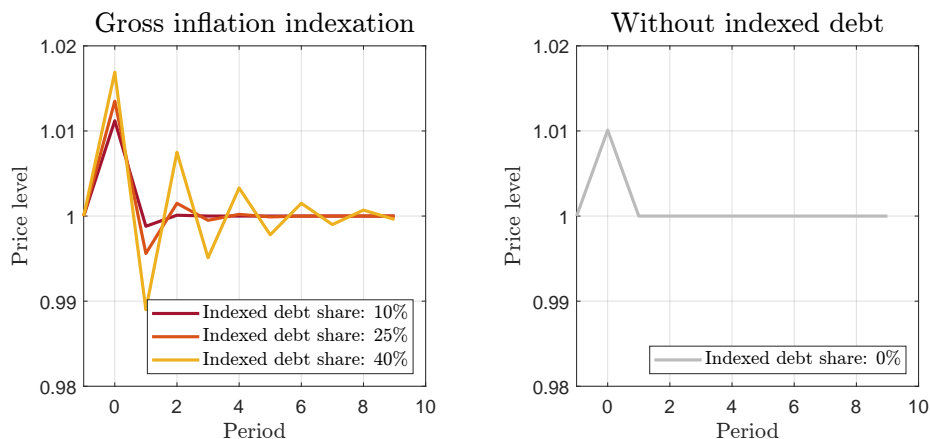 Gross inflation indexation
1.02
1.01
1
0.99
0.98
Price level
Indexed debt share: 10%
Indexed debt share: 25%
Indexed debt share: 40%
0 2 4 6 8 10
Period
Without indexed debt
1.02
1.01
1
0.99
0.98
Price level
Indexed debt share: 0%
0 2 4 6 8 10
Period